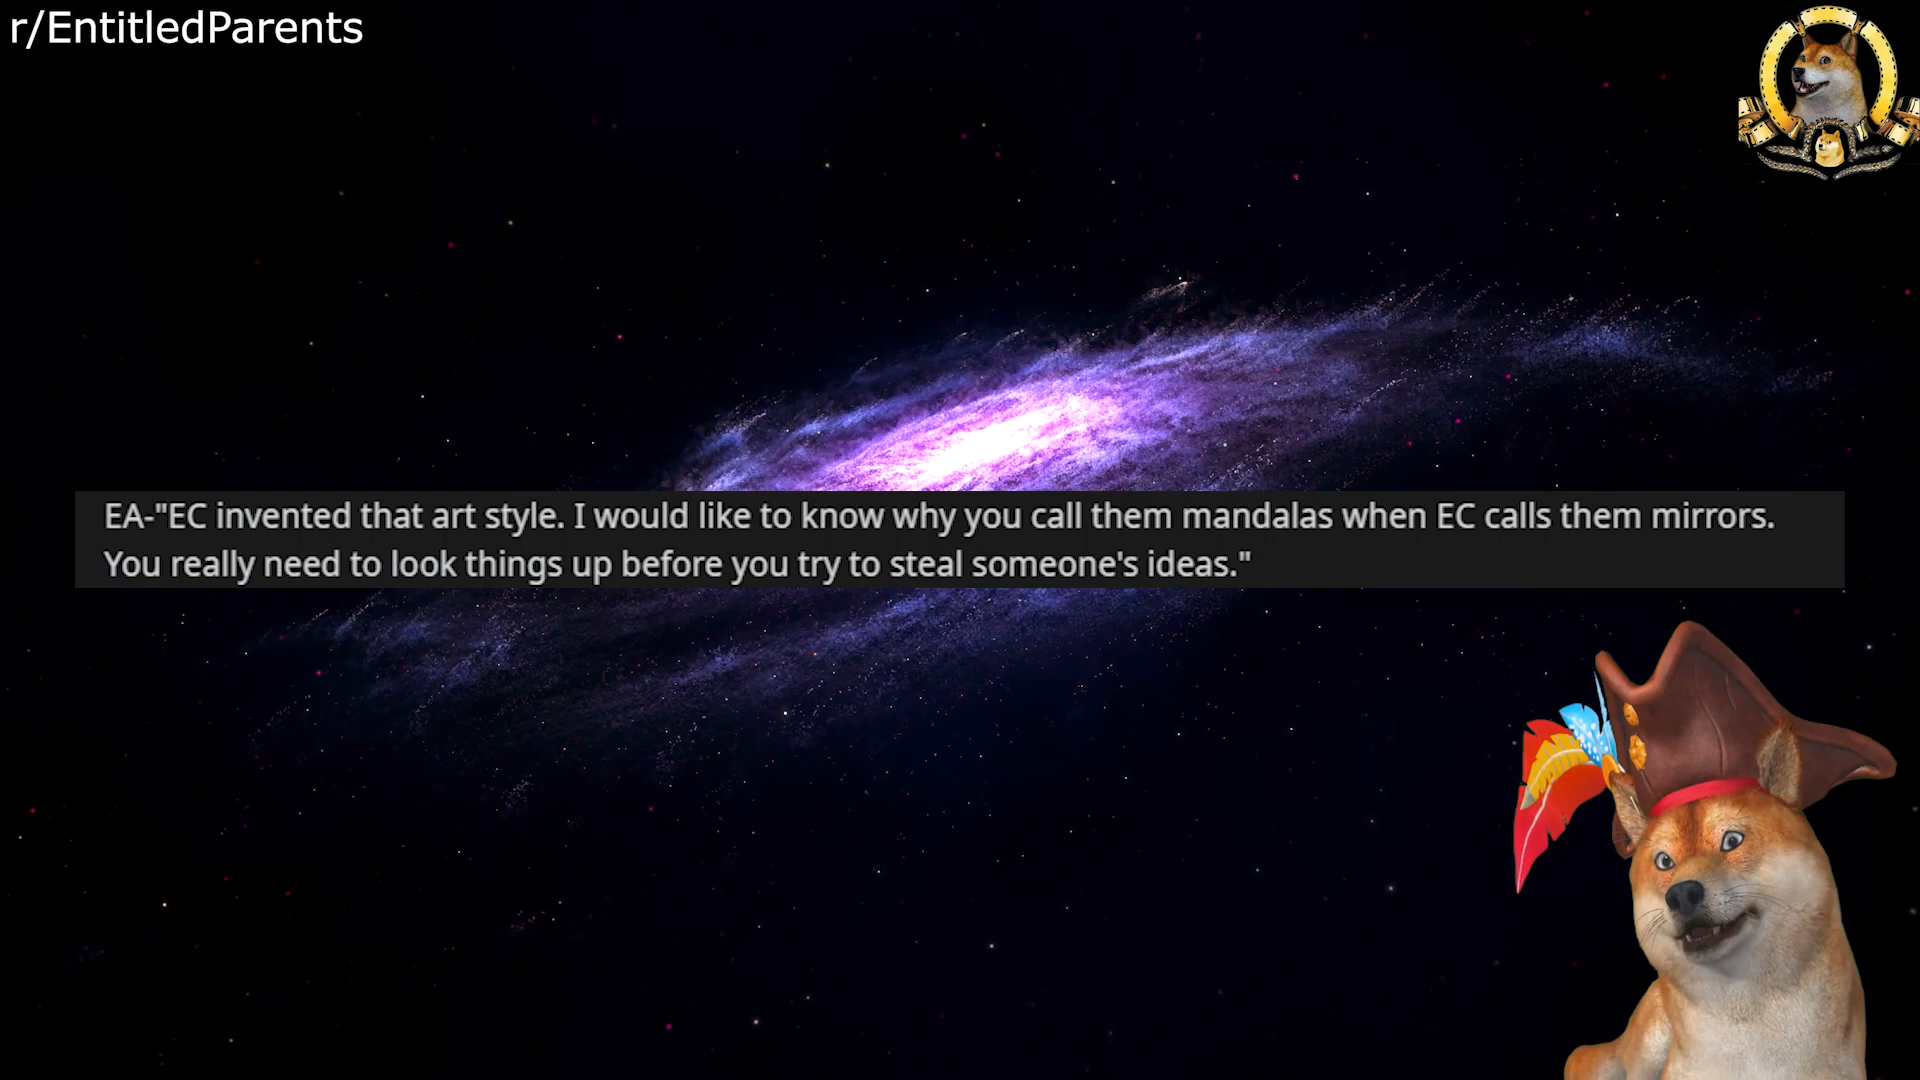 r/EntitledParents
EA-"EC invented that art style. I would like to know why you call them mandalas when EC calls them mirrors.
You really need to look things up before you try to steal someone's ideas."